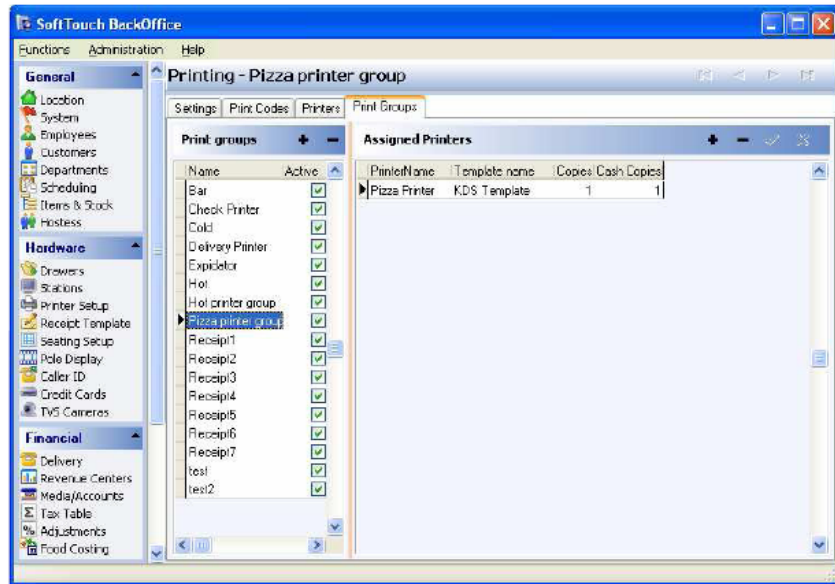 SoftTouch BackOffice
Functions Administration Help
General
Location
System
Employees
Customers
Departments
Scheduling
Items & Stock
Hostess
Hardware
Drawers
Stations
Printer Setup
Receipt Template
Seating Setup
Pole Display
Caller ID
Credit Cards
TVS Cameras
Financial
Delivery
Revenue Centers
Media/Accounts
Tax Table
Adjustments
Food Costing
Printing - Pizza printer group
Settings Print Codes Printers Print Groups
Print groups
Name Active
Bar
Check Printer
Cold
Delivery Printer
Expidator
Hot
Hot printer group
Pizza printer group
Receipt1
Receipt2
Receipt3
Receipt4
Receipt5
Receipt6
Receipt7
test
test2
Assigned Printers
PrinterName Template name Copies Cash Copies
Pizza Printer KDS Template 1 1